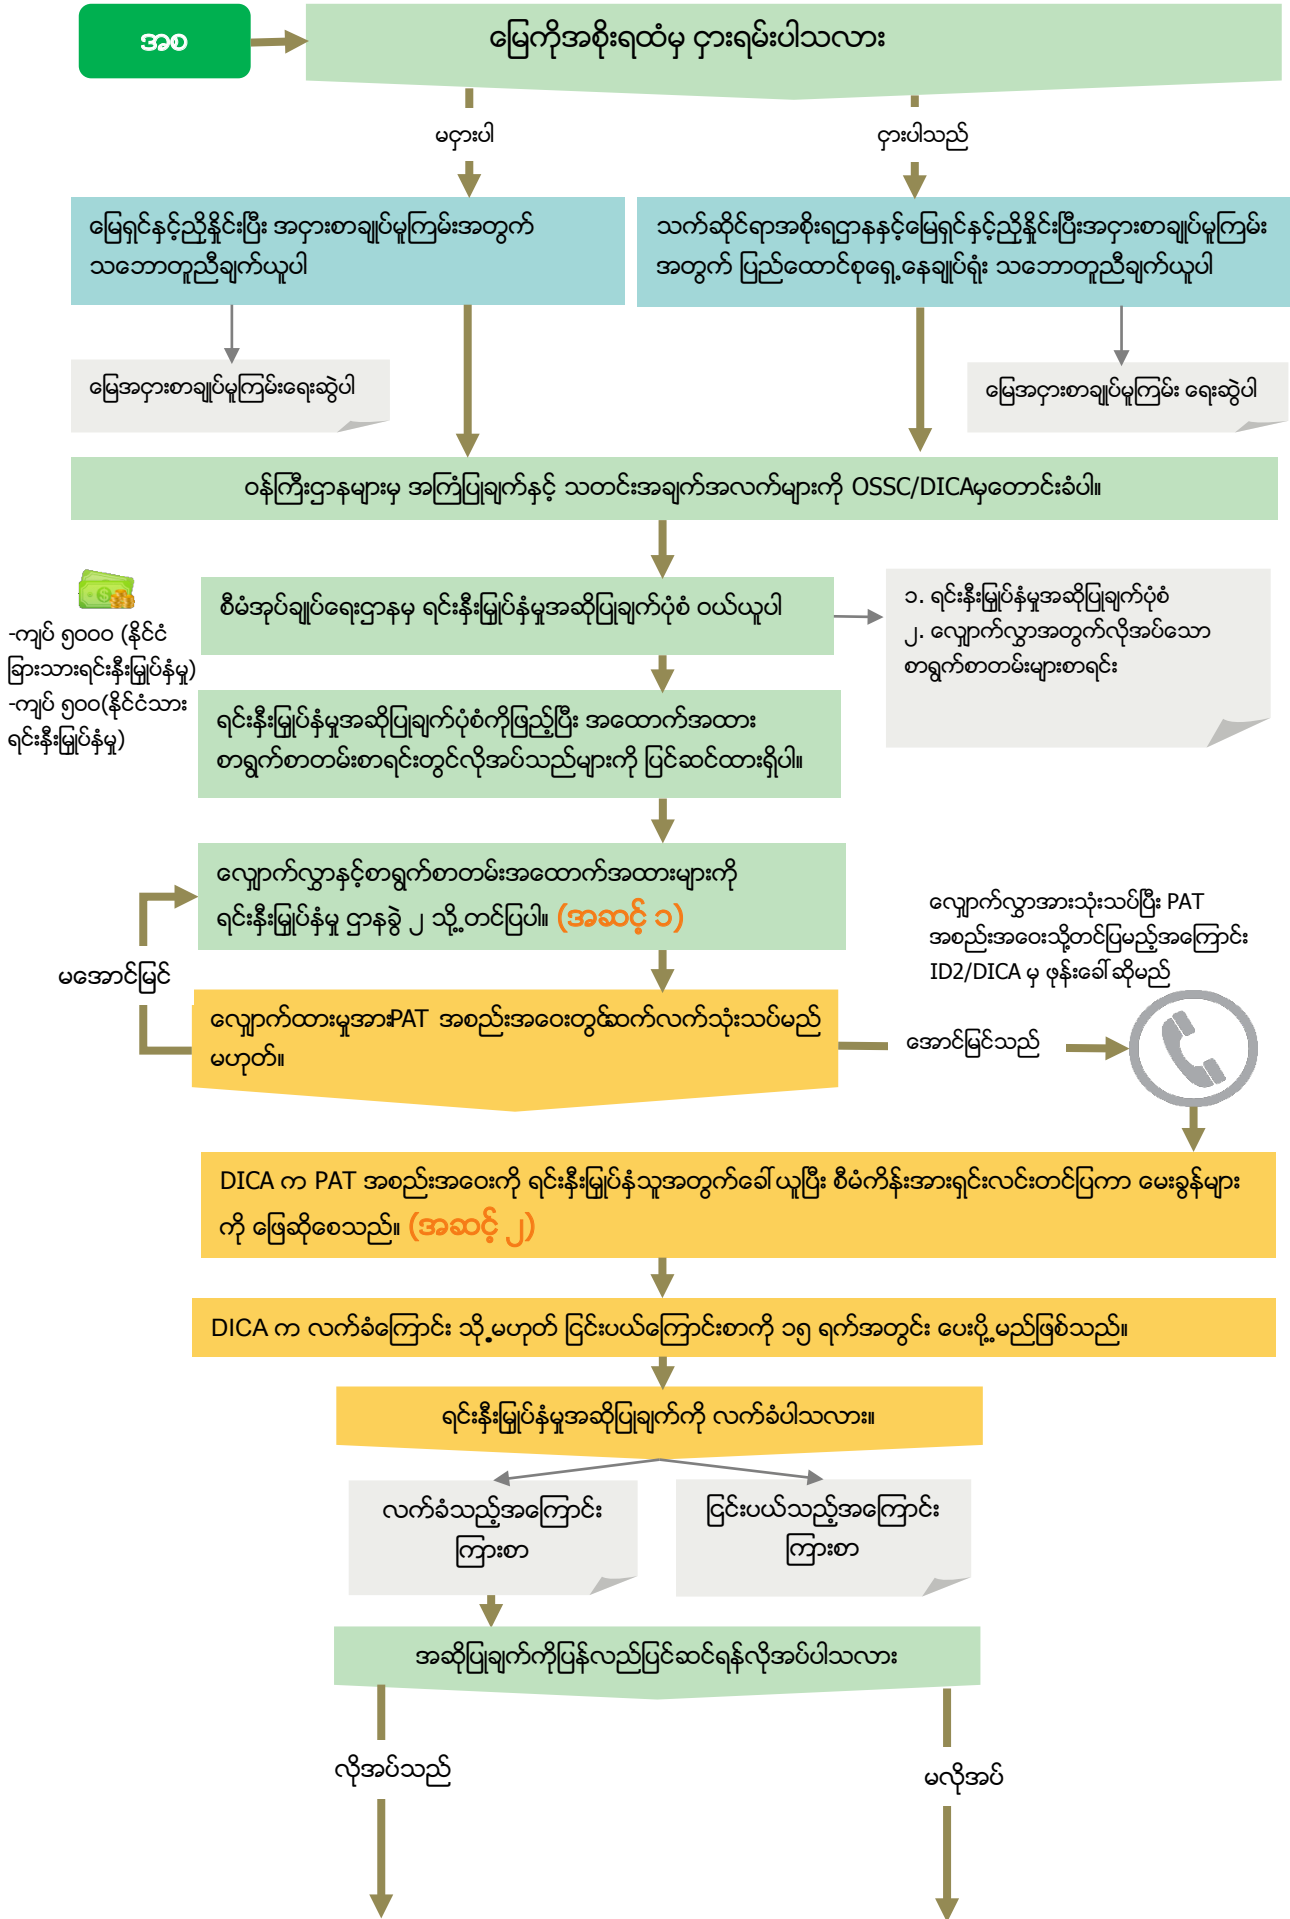 အစ
မြေကိုအစိုးရထံမှ ငှားရမ်းပါသလား
မငှားပါ
ငှားပါသည်
မြေရှင်နှင့်ညှိနှိုင်းပြီး အငှားစာချုပ်မူကြမ်းအတွက်
သဘောတူညီချက်ယူပါ
သက်ဆိုင်ရာအစိုးရဌာနနှင့်မြေရှင်နှင့်ညှိနှိုင်းပြီးအငှားစာချုပ်မူကြမ်း
အတွက် ပြည်ထောင်စုရှေ့နေချုပ်ရုံး သဘောတူညီချက်ယူပါ
မြေအငှားစာချုပ်မူကြမ်းရေးဆွဲပါ
မြေအငှားစာချုပ်မူကြမ်း ရေးဆွဲပါ
ဝန်ကြီးဌာနများမှ အကြံပြုချက်နှင့် သတင်းအချက်အလက်များကို OSSC/DICAမှတောင်းခံပါ။
-ကျပ် ၅၀၀၀ (နိုင်ငံ
ခြားသားရင်းနှီးမြှုပ်နှံမှု)
-ကျပ် ၅၀၀(နိုင်ငံသား
ရင်းနှီးမြှုပ်နှံမှု)
စီမံအုပ်ချုပ်ရေးဌာနမှ ရင်းနှီးမြှုပ်နှံမှုအဆိုပြုချက်ပုံစံ ဝယ်ယူပါ
၁. ရင်းနှီးမြှုပ်နှံမှုအဆိုပြုချက်ပုံစံ
၂. လျှောက်လွှာအတွက်လိုအပ်သော
စာရွက်စာတမ်းများစာရင်း
ရင်းနှီးမြှုပ်နှံမှုအဆိုပြုချက်ပုံစံကိုဖြည့်ပြီး အထောက်အထား
စာရွက်စာတမ်းစာရင်းတွင်လိုအပ်သည်များကို ပြင်ဆင်ထားရှိပါ။
လျှောက်လွှာနှင့်စာရွက်စာတမ်းအထောက်အထားများကို
ရင်းနှီးမြှုပ်နှံမှု ဌာနခွဲ ၂ သို့တင်ပြပါ။ (အဆင့် ၁)
မအောင်မြင်
လျှောက်လွှာအားသုံးသပ်ပြီး PAT
အစည်းအဝေးသို့တင်ပြမည့်အကြောင်း
ID2/DICA မှ ဖုန်းခေါ်ဆိုမည်
လျှောက်ထားမှုအားPAT အစည်းအဝေးတွင်ဆက်လက်သုံးသပ်မည်
မဟုတ်။
အောင်မြင်သည်
DICA က PAT အစည်းအဝေးကို ရင်းနှီးမြှုပ်နှံသူအတွက်ခေါ်ယူပြီး စီမံကိန်းအားရှင်းလင်းတင်ပြကာ မေးခွန်များ
ကို ဖြေဆိုစေသည်။ (အဆင့် ၂)
DICA က လက်ခံကြောင်း သို့မဟုတ် ငြင်းပယ်ကြောင်းစာကို ၁၅ ရက်အတွင်း ပေးပို့မည်ဖြစ်သည်။
ရင်းနှီးမြှုပ်နှံမှုအဆိုပြုချက်ကို လက်ခံပါသလား။
လက်ခံသည့်အကြောင်း
ကြားစာ
ငြင်းပယ်သည့်အကြောင်း
ကြားစာ
အဆိုပြုချက်ကိုပြန်လည်ပြင်ဆင်ရန်လိုအပ်ပါသလား
လိုအပ်သည်
မလိုအပ်